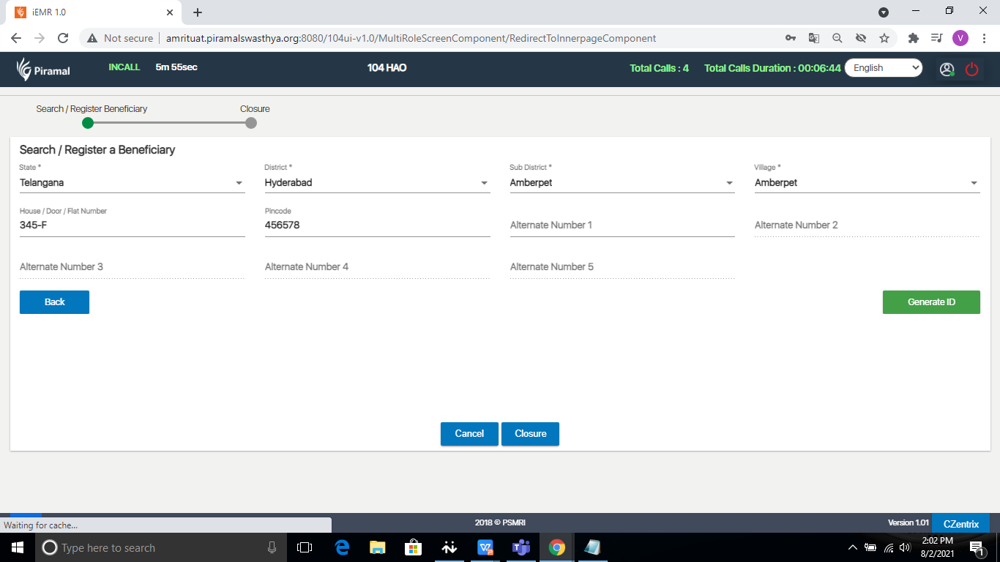 iEMR 1.0
Not secure amrituat.piramalswasthya.org:8080/104ui-v1.0/MultiRoleScreenComponent/RedirectToInnerpageComponent
V
Piramal INCALL 5m 55sec 104 HAO Total Calls : 4 Total Calls Duration : 00:06:44 English
Search / Register Beneficiary Closure
Search / Register a Beneficiary
State * District * Sub District * Village *
Telangana Hyderabad Amberpet Amberpet
House / Door / Flat Number Pincode
345-F 456578 Alternate Number 1 Alternate Number 2
Alternate Number 3 Alternate Number 4 Alternate Number 5
Back Generate ID
Cancel Closure
Waiting for cache... 2018 © PSMRI Version 1.01 CZentrix
Type here to search 2:02 PM
8/2/2021 1